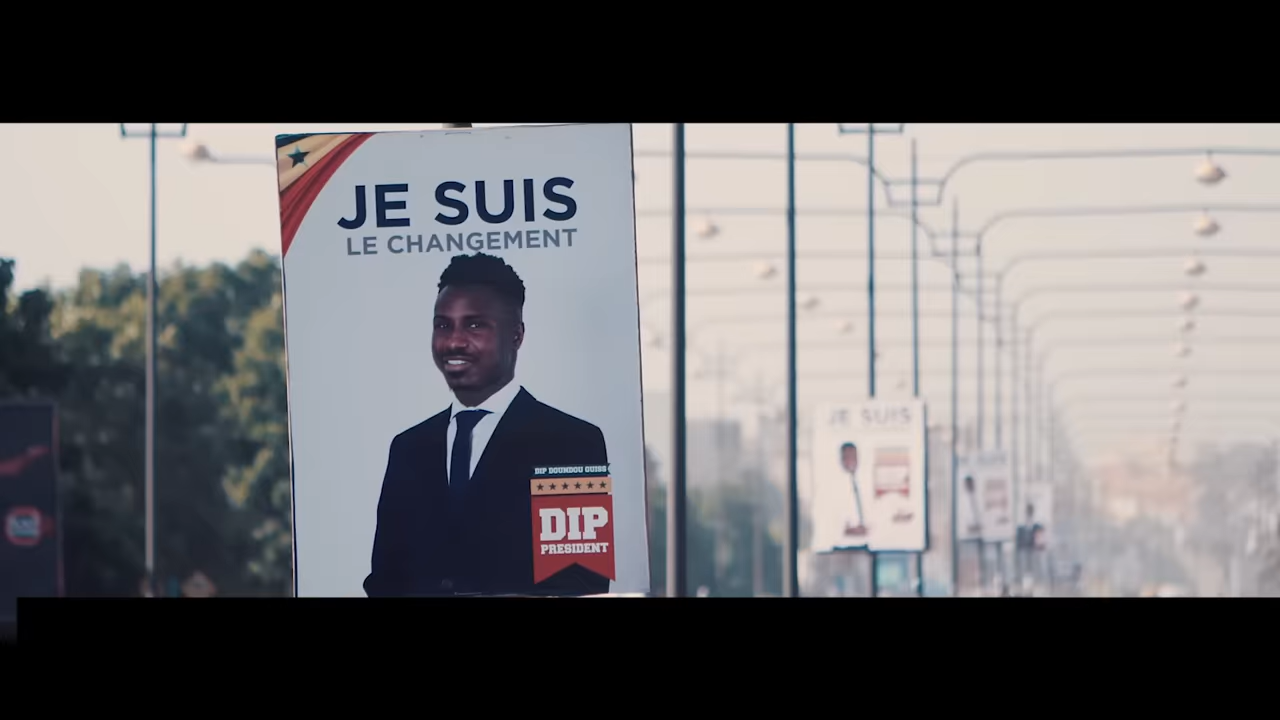 JE SUIS
LE CHANGEMENT
DIP DOUNDOU GUISS
DIP
PRESIDENT
JE SUIS